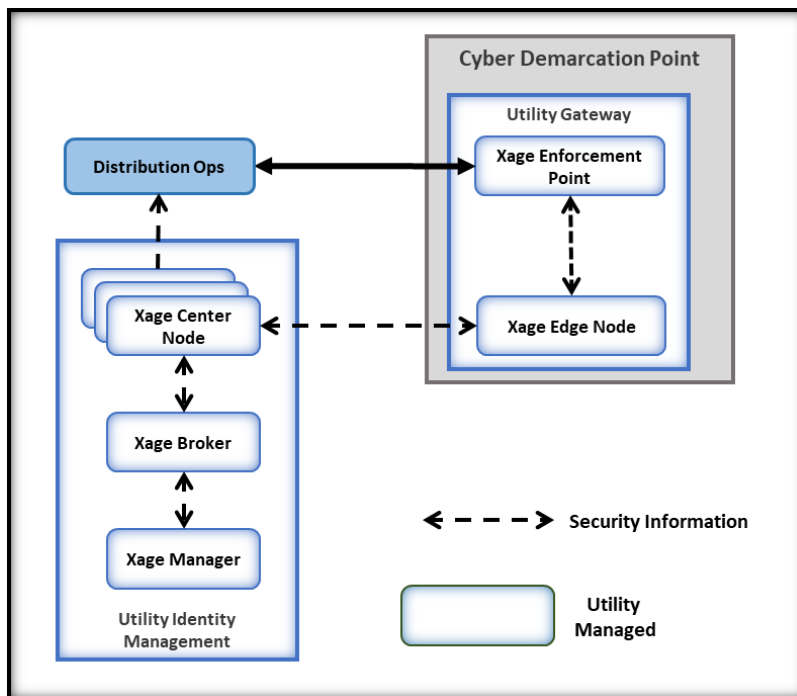 Cyber Demarcation Point
Utility Gateway
Distribution Ops
Xage Enforcement
Point
Xage Center
Node
Xage Edge Node
Xage Broker
Xage Manager
Utility Identity
Management
Security Information
Utility
Managed